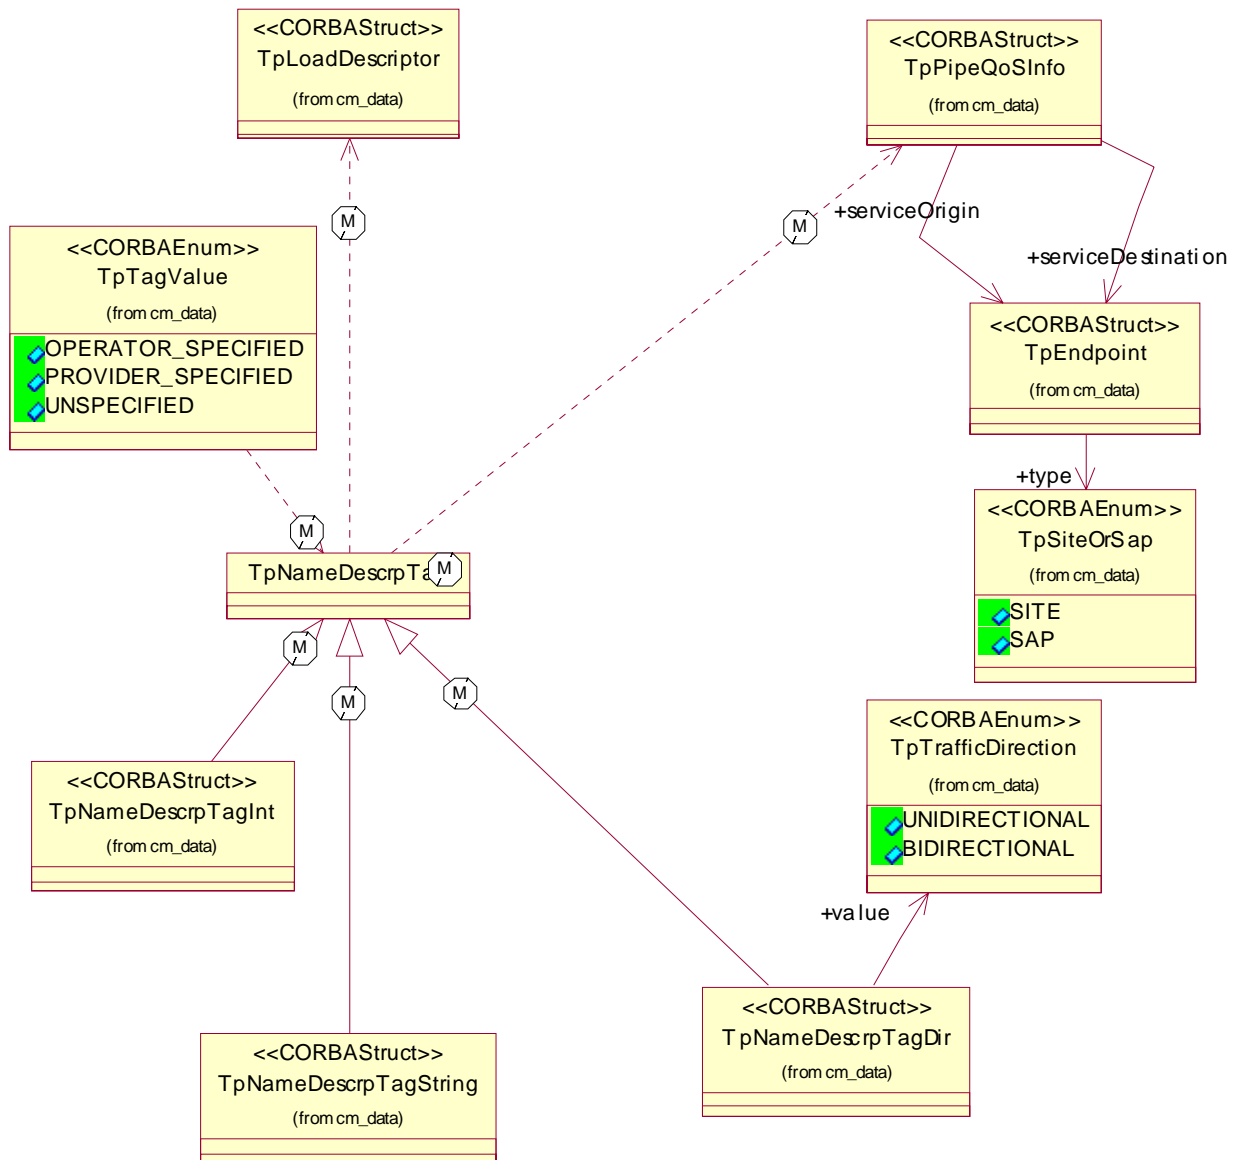 <<CORBAStruct>>
TpLoadDescriptor
(from cm_data)
<<CORBAStruct>>
TpPipeQoSInfo
(from cm_data)
M
M
+serviceOrigin
+serviceDestination
<<CORBAEnum>>
TpTagValue
(from cm_data)
OPERATOR_SPECIFIED
PROVIDER_SPECIFIED
UNSPECIFIED
<<CORBAStruct>>
TpEndpoint
(from cm_data)
+type
<<CORBAEnum>>
TpSiteOrSap
(from cm_data)
SITE
SAP
M
TpNameDescrpTa
M
M
M
M
<<CORBAEnum>>
TpTrafficDirection
(from cm_data)
UNIDIRECTIONAL
BIDIRECTIONAL
+value
<<CORBAStruct>>
TpNameDescrpTagInt
(from cm_data)
<<CORBAStruct>>
TpNameDescrpTagDir
(from cm_data)
<<CORBAStruct>>
TpNameDescrpTagString
(from cm_data)